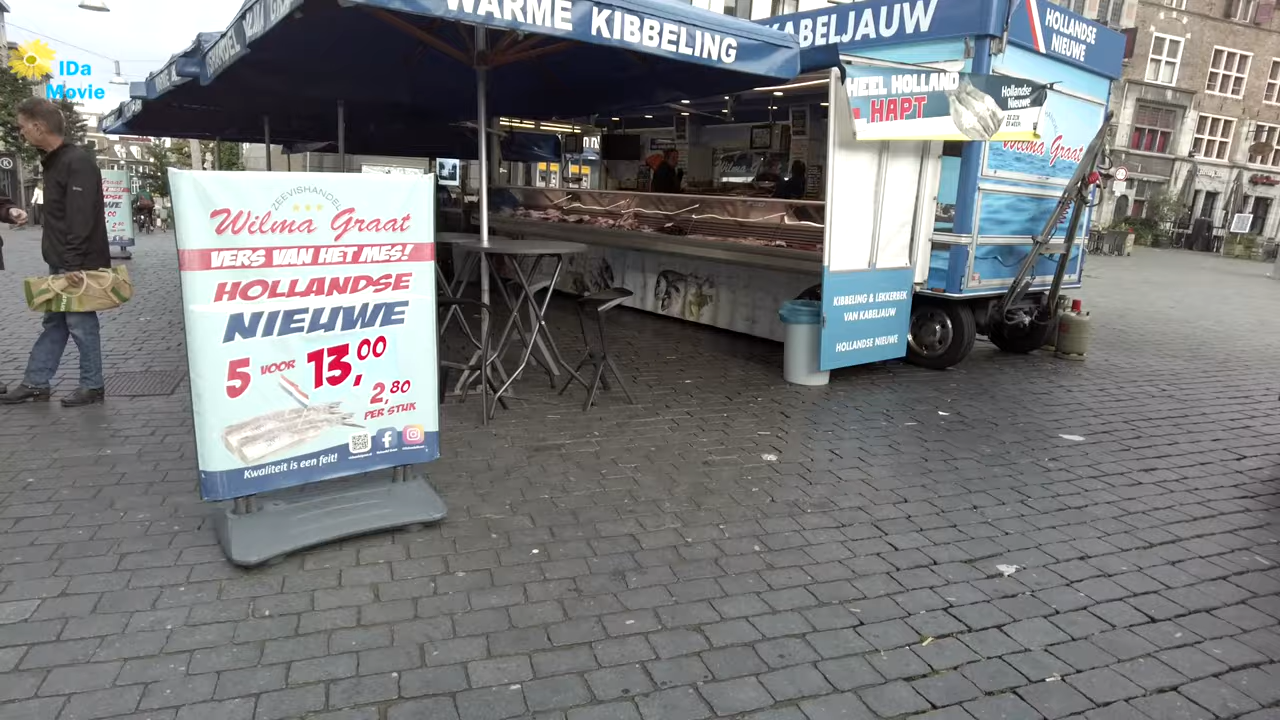 IDa
Movie
WARME KIBBELING
KABELJAUW
HOLLANDSE
NIEUWE
HEEL HOLLAND
HAPT
Hollandse
Nieuwe
Wilma Graat
ZEEVISHANDEL
Wilma Graat
VERS VAN HET MES!
HOLLANDSE
NIEUWE
5 VOOR 13,00
2,80
PER STUK
Kwaliteit is een feit!
KIBBELING & LEKKERBEK
VAN KABELJAUW
HOLLANDSE NIEUWE